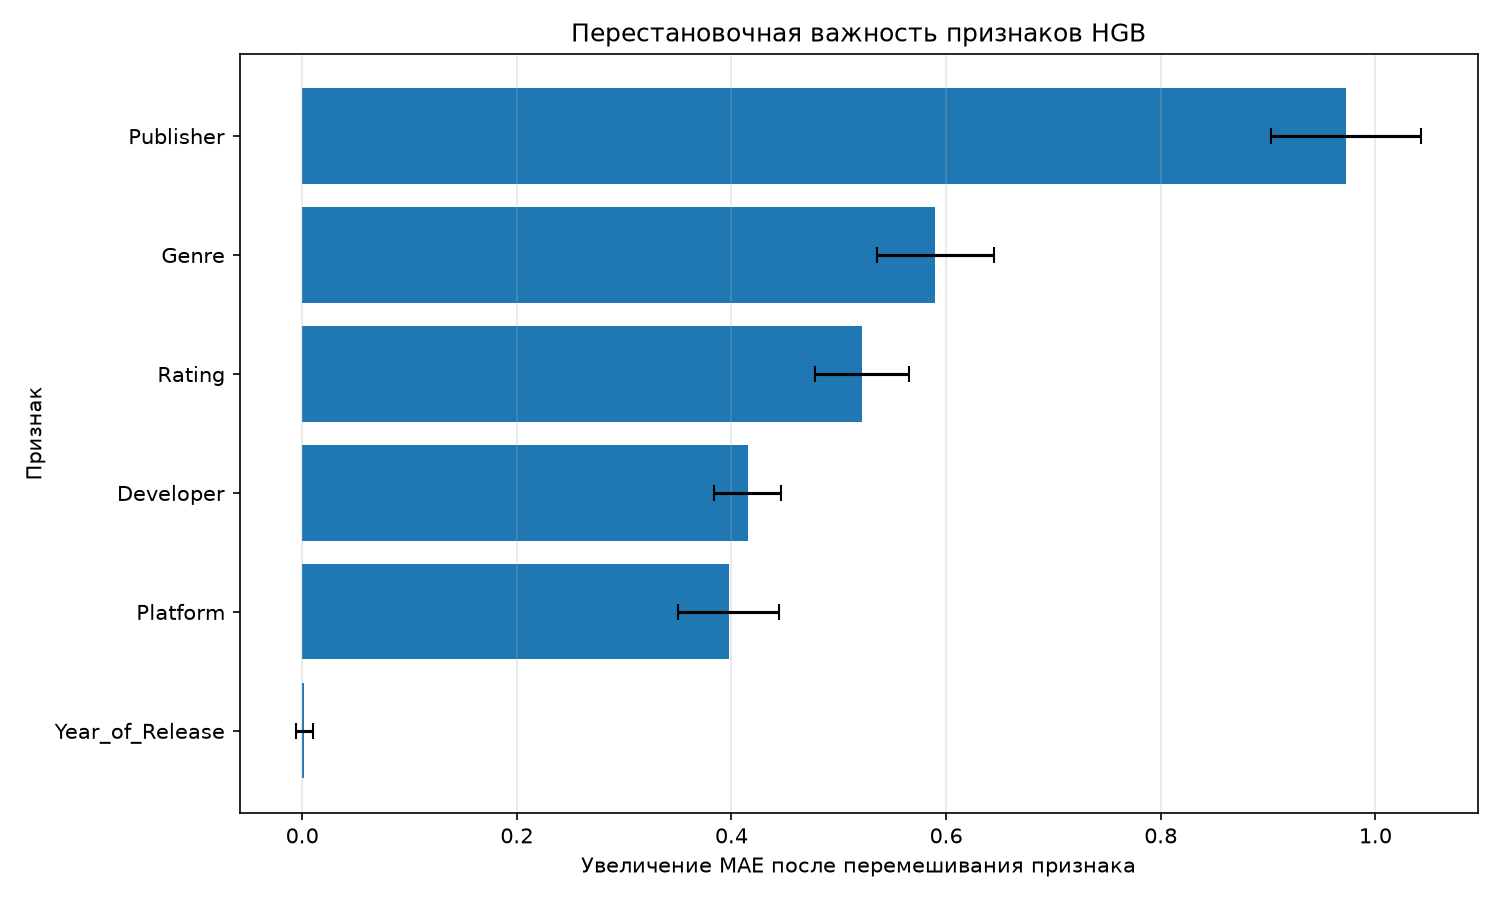 Перестановочная важность признаков HGB
Признак
Publisher
Genre
Rating
Developer
Platform
Year_of_Release
0.0 0.2 0.4 0.6 0.8 1.0
Увеличение MAE после перемешивания признака